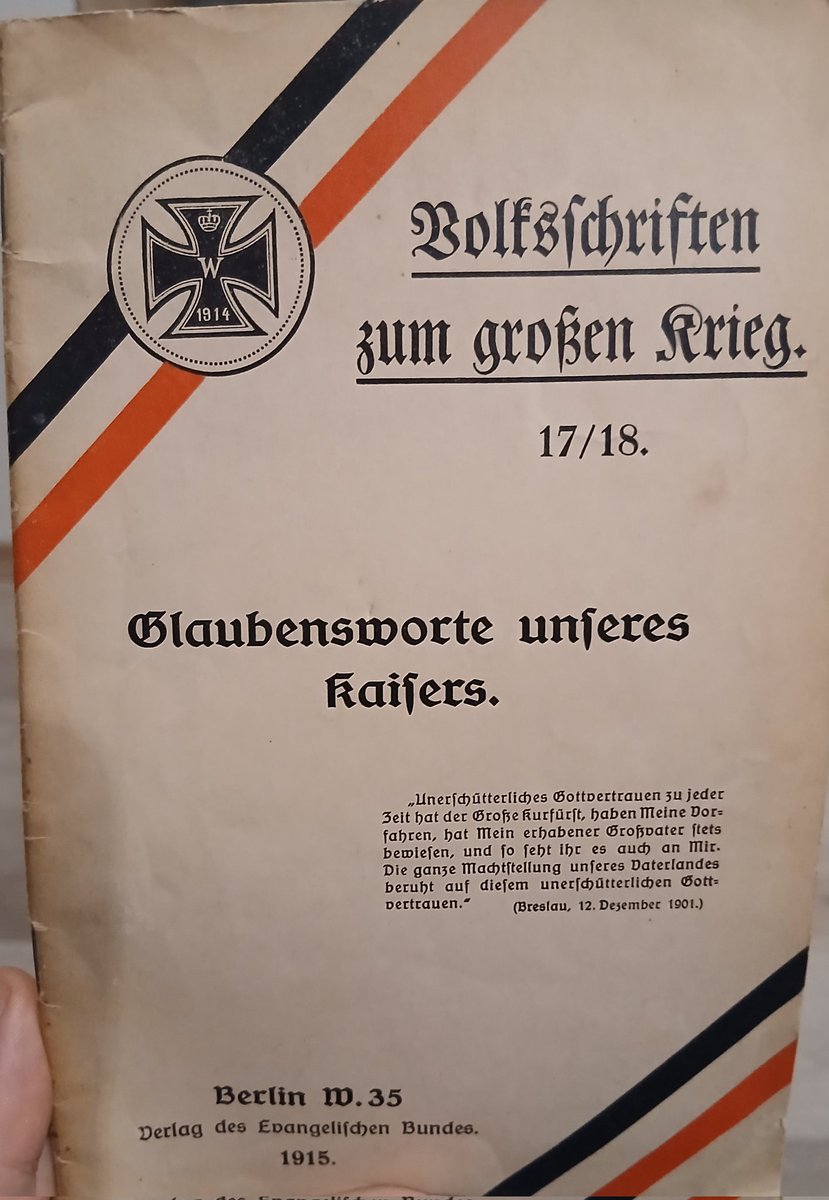 W
1914
Volksſchriften
zum großen Krieg.
17/18.
Glaubensworte unſeres
Kaiſers.
„Unerſchütterliches Gottvertrauen zu jeder
Zeit hat der Große Kurfürſt, haben Meine Vor-
fahren, hat Mein erhabener Großvater ſtets
bewieſen, und ſo ſeht ihr es auch an Mir.
Die ganze Machtſtellung unſeres Vaterlandes
beruht auf dieſem unerſchütterlichen Gott-
vertrauen.“ (Breslau, 12. Dezember 1901.)
Berlin W. 35
Verlag des Evangeliſchen Bundes.
1915.
des Evangeliſchen Bundes